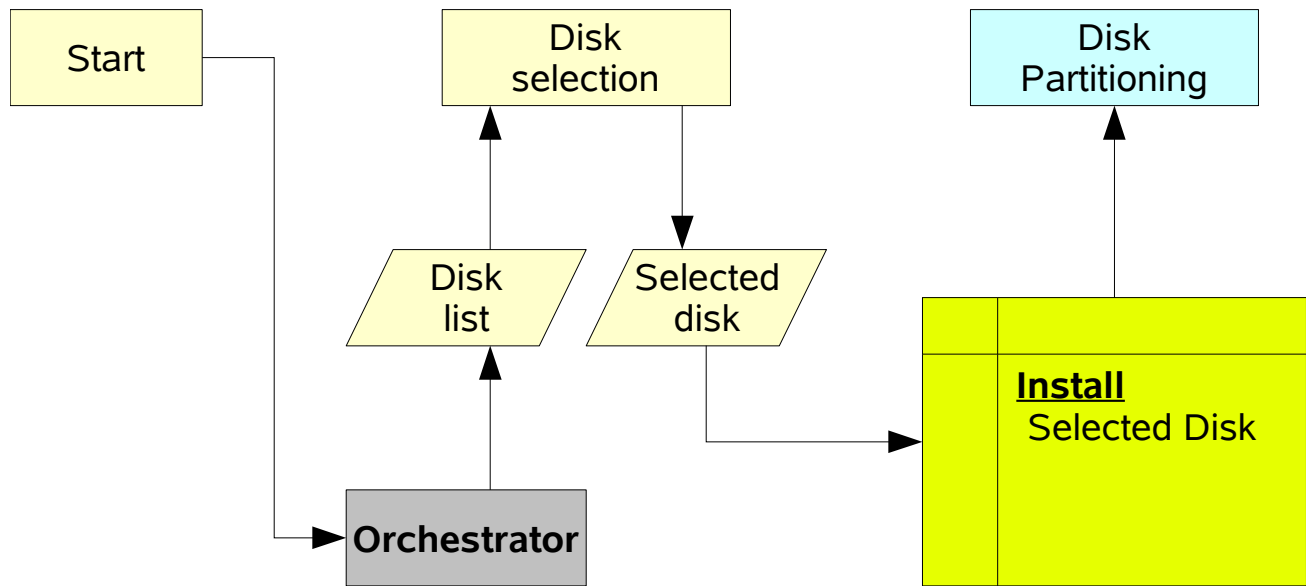 Start
Disk
selection
Disk
Partitioning
Disk
list
Selected
disk
Install
Selected Disk
Orchestrator